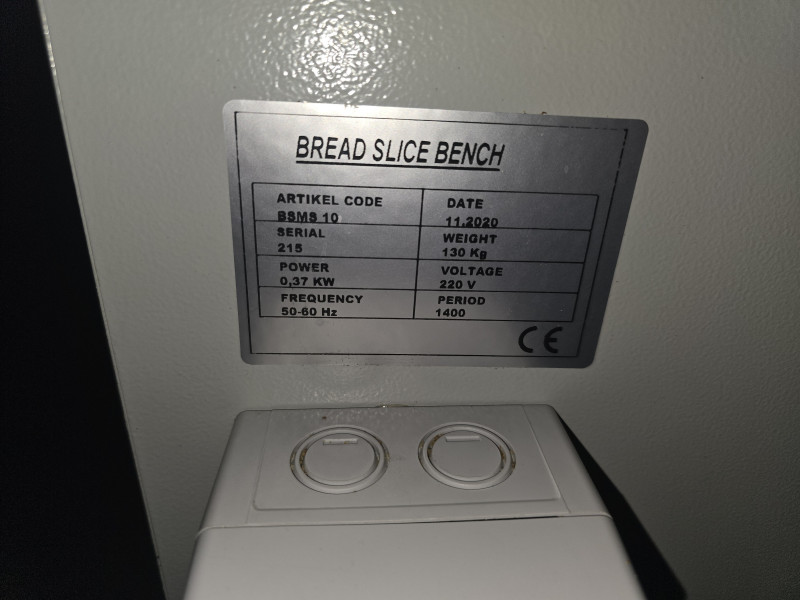 BREAD SLICE BENCH
ARTIKEL CODE
BSMS 10
DATE
11.2020
SERIAL
215
WEIGHT
130 Kg
POWER
0,37 KW
VOLTAGE
220 V
FREQUENCY
50-60 Hz
PERIOD
1400
CE